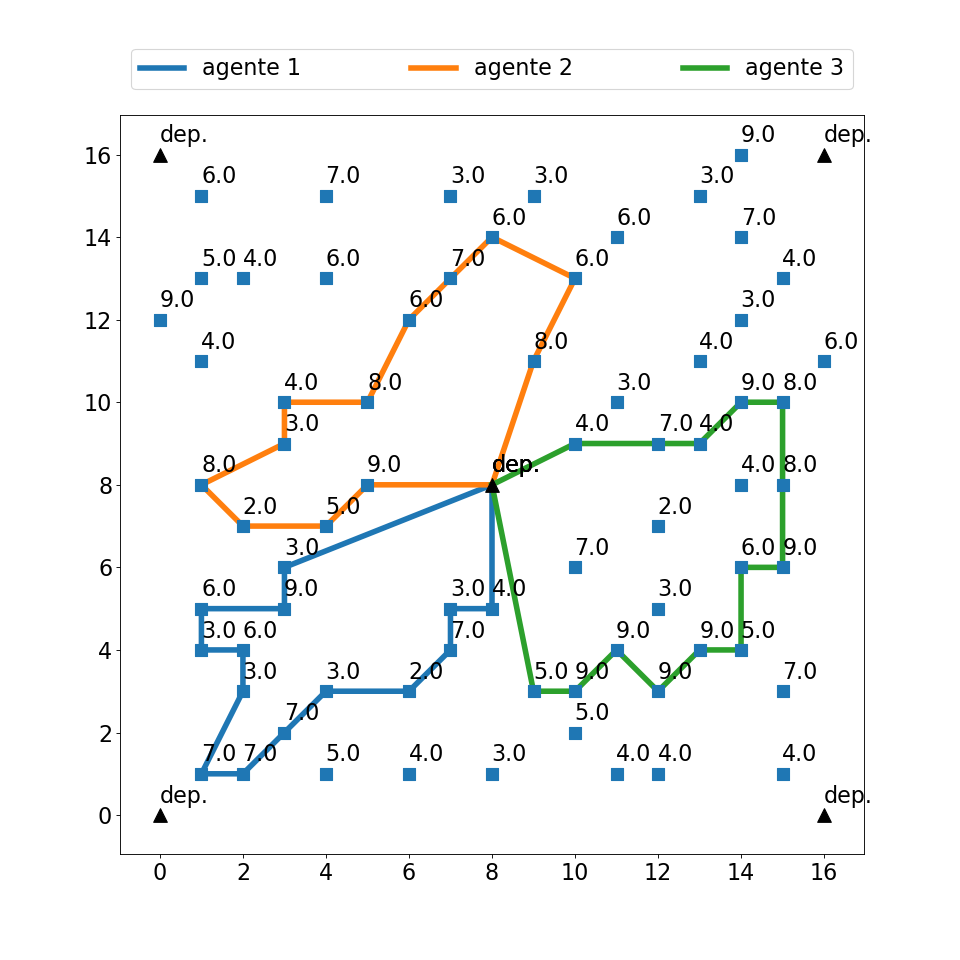 agente 1 agente 2 agente 3
9.0
dep. dep.
16
6.0 7.0 3.0 3.0 3.0
6.0 6.0 7.0
14
5.0 4.0 6.0 7.0 6.0 4.0
9.0 6.0 3.0
12
4.0 8.0 4.0 6.0
4.0 8.0 3.0 9.0 8.0
10
3.0 4.0 7.0 4.0
8.0 9.0 dep. 4.0 8.0
8
2.0 5.0 2.0
3.0 7.0 6.0 9.0
6
6.0 9.0 3.0 4.0 3.0
3.0 6.0 7.0 9.0 9.0 5.0
4
3.0 3.0 2.0 5.0 9.0 9.0 7.0
7.0 5.0
2
7.0 7.0 5.0 4.0 3.0 4.0 4.0 4.0
dep. dep.
0
0 2 4 6 8 10 12 14 16